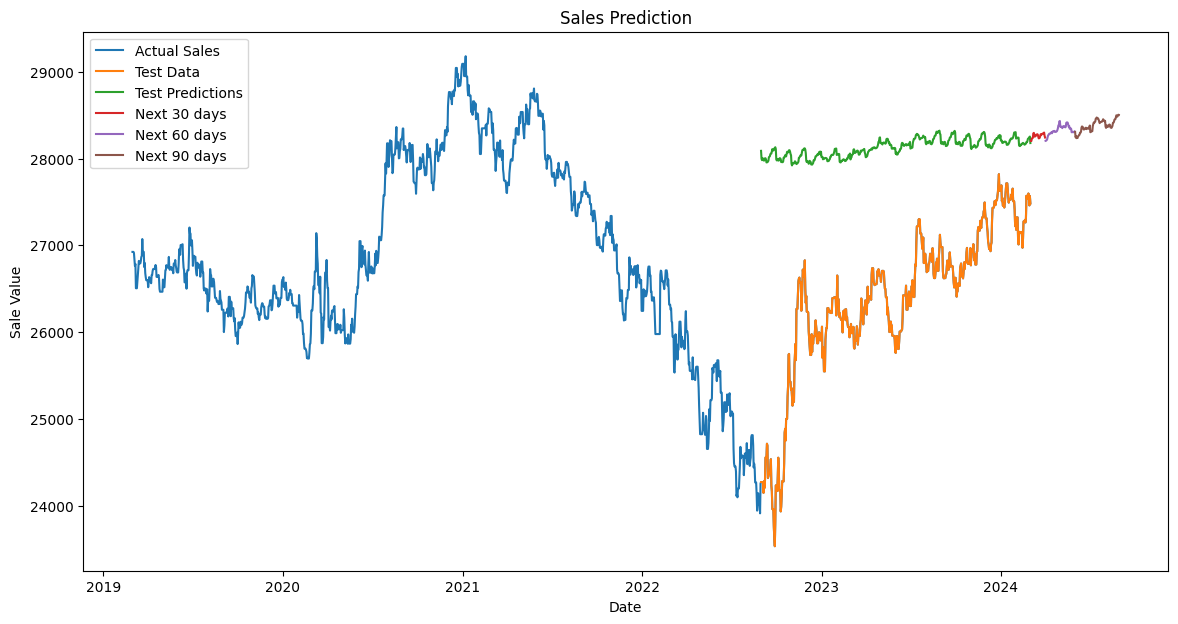 Sales Prediction
Actual Sales
Test Data
Test Predictions
Next 30 days
Next 60 days
Next 90 days
29000
28000
27000
26000
25000
24000
Sale Value
2019 2020 2021 2022 2023 2024
Date